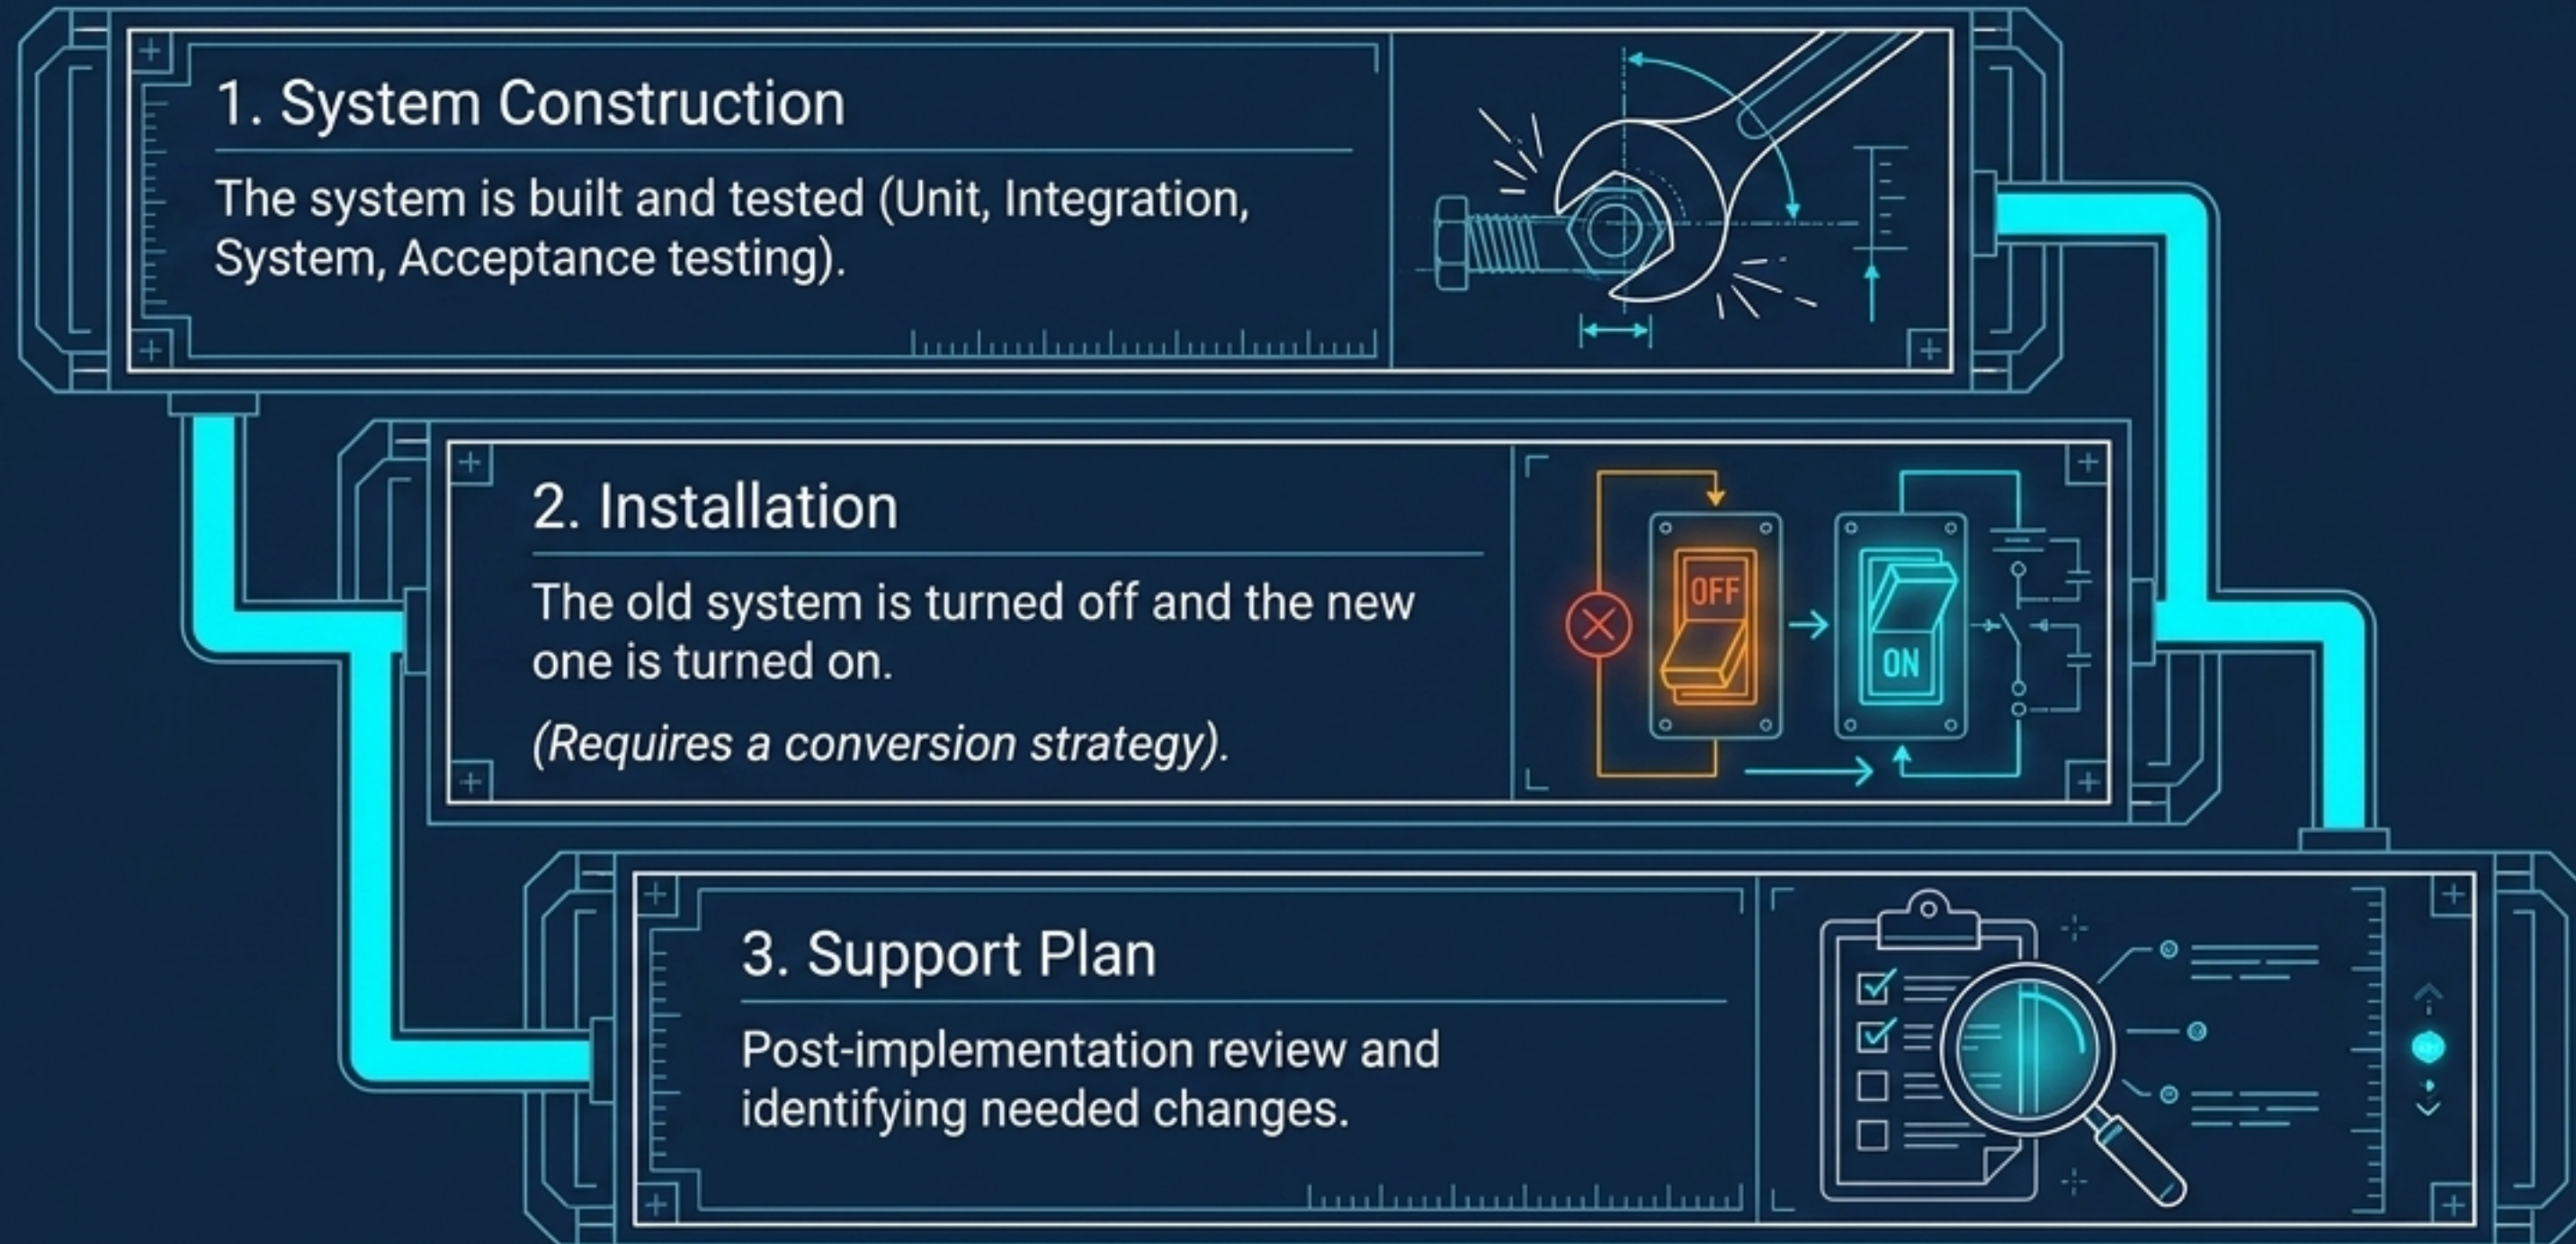 1. System Construction
The system is built and tested (Unit, Integration,
System, Acceptance testing).
2. Installation
The old system is turned off and the new
one is turned on.
(Requires a conversion strategy).
OFF
ON
3. Support Plan
Post-implementation review and
identifying needed changes.